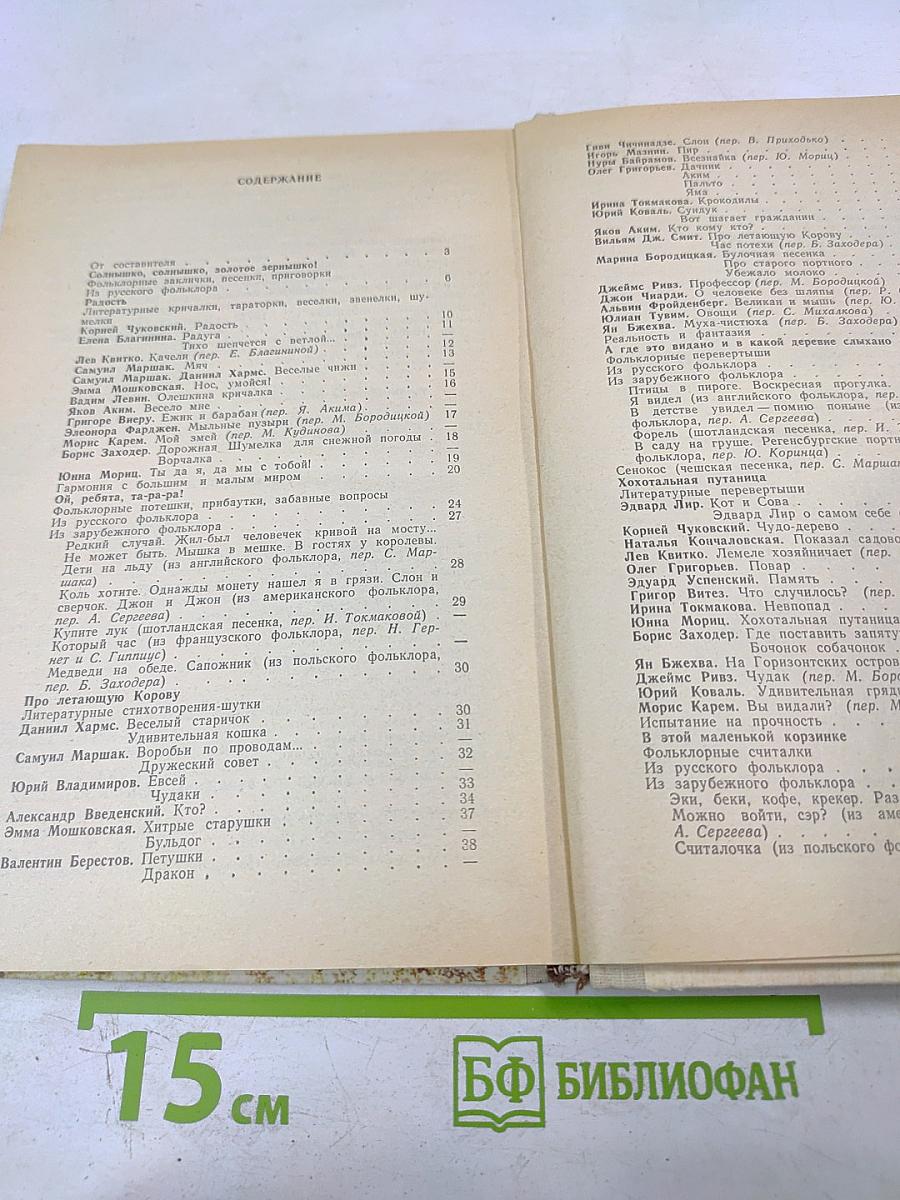 СОДЕРЖАНИЕ
От составителя . . . . . . . . . . 3
Солнышко, солнышко, золотое зернышко!
Фольклорные заклички, песенки, приговорки
Из русского фольклора . . . . . . . . . . 6
Радость
Литературные кричалки, тараторки, веселки, звенелки, шу-
мелки
Корней Чуковский. Радость . . . . . . . . . . 10
Елена Благинина. Радуга . . . . . . . . . . 11
Тихо шепчется с ветлой... . . . . . . —
Лев Квитко. Качели (пер. Е. Благининой) . . . . . 12
Самуил Маршак. Мяч . . . . . . . . . . 13
Самуил Маршак. Даниил Хармс. Веселые чижи . . . .
Эмма Мошковская. Нос, умойся! . . . . . . . 15
Вадим Левин. Олешкина кричалка . . . . . . . 16
Яков Аким. Весело мне . . . . . . . . . . —
Григоре Виеру. Ежик и барабан (пер. Я. Акима) . . . . —
Элеонора Фарджен. Мыльные пузыри (пер. М. Бородицкой) 17
Морис Карем. Мой змей (пер. М. Кудинова) . . . . —
Борис Заходер. Дорожная Шумелка для снежной погоды . 18
Ворчалка . . . . . . . . . . —
Юнна Мориц. Ты да я, да мы с тобой! . . . . . 19
Гармония с большим и малым миром . . . . . 20
Ой, ребята, та-ра-ра!
Фольклорные потешки, прибаутки, забавные вопросы
Из русского фольклора . . . . . . . . . . 24
Из зарубежного фольклора . . . . . . . . . 27
Редкий случай. Жил-был человечек кривой на мосту...
Не может быть. Мышка в мешке. В гостях у королевы.
Дети на льду (из английского фольклора, пер. С. Мар-
шака) . . . . . . . . . . 28
Коль хотите. Однажды монету нашел я в грязи. Слон и
сверчок. Джон и Джон (из американского фольклора,
пер. А. Сергеева) . . . . . . . . . . 29
Купите лук (шотландская песенка, пер. И. Токмаковой) . —
Который час (из французского фольклора, пер. Н. Гер-
нет и С. Гиппиус) . . . . . . . . . . —
Медведи на обеде. Сапожник (из польского фольклора,
пер. Б. Заходера) . . . . . . . . . . 30
Про летающую Корову
Литературные стихотворения-шутки
Даниил Хармс. Веселый старичок . . . . . . . 30
Удивительная кошка . . . . . . . 31
Самуил Маршак. Воробьи по проводам... . . . . . —
Дружеский совет . . . . . . . . 32
Юрий Владимиров. Евсей . . . . . . . . . . —
Чудаки . . . . . . . . . . 33
Александр Введенский. Кто? . . . . . . . . . 34
Эмма Мошковская. Хитрые старушки . . . . . . 37
Бульдог . . . . . . . . . . —
Валентин Берестов. Петушки . . . . . . . . . 38
Дракон . . . . . . . . . . —
Гиви Чичинадзе. Слон (пер. В. Приходько) . . .
Игорь Мазнин. Пир . . . . . . .
Нуры Байрамов. Всезнайка (пер. Ю. Мориц) . . .
Олег Григорьев. Дачник . . . . . . .
Аким . . . . . . .
Пальто . . . . . . .
Яма . . . . . . .
Ирина Токмакова. Крокодилы . . . . . . .
Юрий Коваль. Сундук . . . . . . .
Вот шагает гражданин . . . . .
Яков Аким. Кто кому кто? . . . . . . .
Вильям Дж. Смит. Про летающую Корову . . . .
Час потехи (пер. Б. Заходера) .
Марина Бородицкая. Булочная песенка . . . .
Про старого портного . . . .
Убежало молоко . . . . .
Джеймс Ривз. Профессор (пер. М. Бородицкой)
Джон Чиарди. О человеке без шляпы (пер. Р.
Альвин Фройденберг. Великан и мышь (пер. Ю.
Юлиан Тувим. Овощи (пер. С. Михалкова) .
Ян Бжехва. Муха-чистюха (пер. Б. Заходера)
Реальность и фантазия . . . . . . .
А где это видано и в какой деревне слыхано
Фольклорные перевертыши
Из русского фольклора . . . . . . .
Из зарубежного фольклора . . . . . .
Птицы в пироге. Воскресная прогулка.
Я видел (из английского фольклора, пер.
В детстве увидел — помню поныне (из
фольклора, пер. А. Сергеева) . . . .
Форель (шотландская песенка, пер. И. Т
В саду на груше. Регенсбургские порт
фольклора, пер. Ю. Коринца) . . . .
Сенокос (чешская песенка, пер. С. Маршак
Хохотальная путаница
Литературные перевертыши
Эдвард Лир. Кот и Сова . . . . .
Эдвард Лир о самом себе (
Корней Чуковский. Чудо-дерево . . . .
Наталья Кончаловская. Показал садово
Лев Квитко. Лемеле хозяйничает (пер.
Олег Григорьев. Повар . . . . .
Эдуард Успенский. Память . . . .
Григор Витез. Что случилось? (пер.
Ирина Токмакова. Невпопад . . . .
Юнна Мориц. Хохотальная путаница
Борис Заходер. Где поставить запяту
Бочонок собачонок .
Ян Бжехва. На Горизонтских остров
Джеймс Ривз. Чудак (пер. М. Боро
Юрий Коваль. Удивительная гряд
Морис Карем. Вы видали? (пер. М
Испытание на прочность . . . .
В этой маленькой корзинке
Фольклорные считалки
Из русского фольклора . . . .
Из зарубежного фольклора . . .
Эки, беки, кофе, крекер. Раз
Можно войти, сэр? (из аме
А. Сергеева) . . . . .
Считалочка (из польского фо
15 см
БФ БИБЛИОФАН